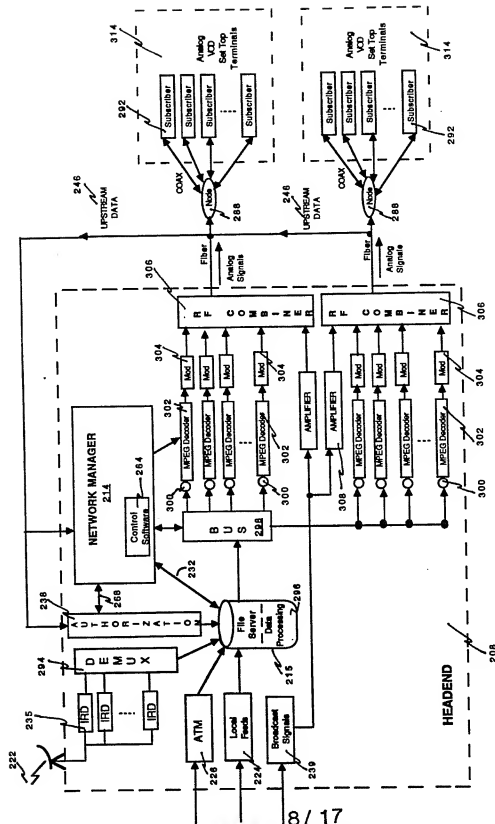 222
235
IRD
IRD
IRD
294
DEMUX
238
AUTHORIZATION
268
NETWORK MANAGER
214
264
Control
Software
232
ATM
226
Local
Feeds
224
Broadcast
Signals
239
File
Server
Data
Processing
215
296
BUS
298
300
300
302
MPEG Decoder
MPEG Decoder
MPEG Decoder
MPEG Decoder
302
304
Mod
Mod
Mod
Mod
304
306
RF COMBINER
AMPLIFIER
AMPLIFIER
308
MPEG Decoder
MPEG Decoder
MPEG Decoder
MPEG Decoder
300
302
Mod
Mod
Mod
Mod
304
RF COMBINER
306
HEADEND
208
246
UPSTREAM
DATA
Fiber
Analog
Signals
Node
288
COAX
292
Subscriber
Subscriber
Subscriber
Subscriber
Analog
VOD
Set Top
Terminals
314
246
UPSTREAM
DATA
Fiber
Analog
Signals
Node
288
COAX
Subscriber
Subscriber
Subscriber
Subscriber
292
Analog
VOD
Set Top
Terminals
314
8 / 17